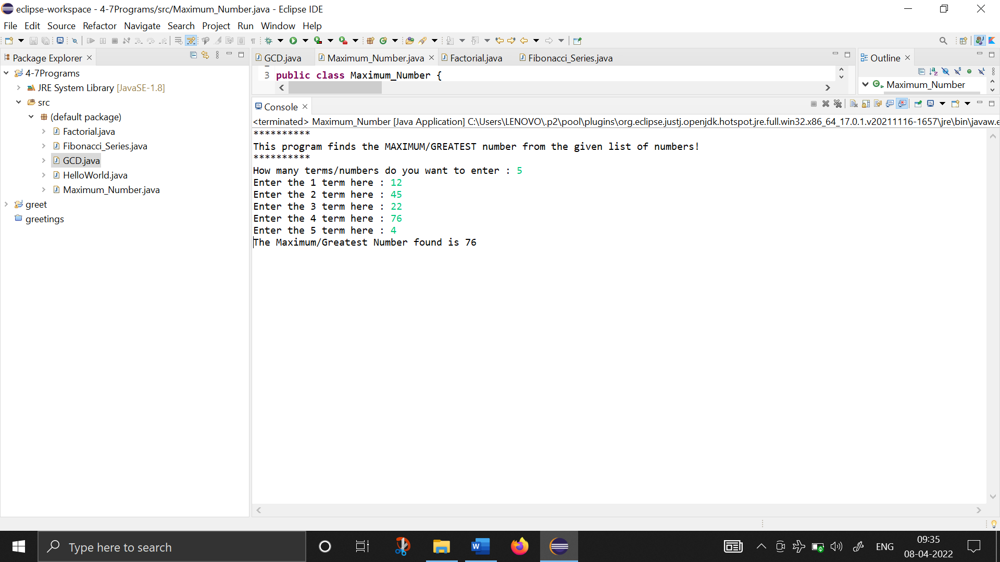 eclipse-workspace - 4-7Programs/src/Maximum_Number.java - Eclipse IDE
File Edit Source Refactor Navigate Search Project Run Window Help
Package Explorer
4-7Programs
JRE System Library [JavaSE-1.8]
src
(default package)
Factorial.java
Fibonacci_Series.java
GCD.java
HelloWorld.java
Maximum_Number.java
greet
greetings
GCD.java Maximum_Number.java Factorial.java Fibonacci_Series.java
3 public class Maximum_Number {
Outline
Maximum_Number
Console
<terminated> Maximum_Number [Java Application] C:\Users\LENOVO\.p2\pool\plugins\org.eclipse.justj.openjdk.hotspot.jre.full.win32.x86_64_17.0.1.v20211116-1657\jre\bin\javaw.e
**********
This program finds the MAXIMUM/GREATEST number from the given list of numbers!
**********
How many terms/numbers do you want to enter : 5
Enter the 1 term here : 12
Enter the 2 term here : 45
Enter the 3 term here : 22
Enter the 4 term here : 76
Enter the 5 term here : 4
The Maximum/Greatest Number found is 76
Type here to search
ENG
09:35
08-04-2022